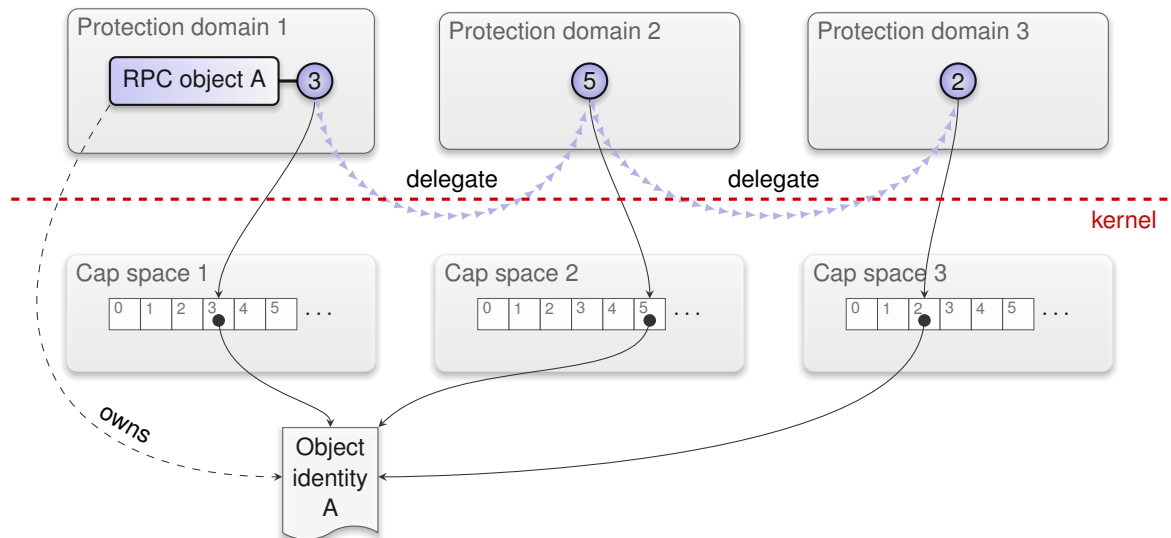 Protection domain 1
Protection domain 2
Protection domain 3
RPC object A
3
5
2
delegate
delegate
kernel
Cap space 1
Cap space 2
Cap space 3
0 1 2 3 4 5 ...
0 1 2 3 4 5 ...
0 1 2 3 4 5 ...
owns
Object
identity
A